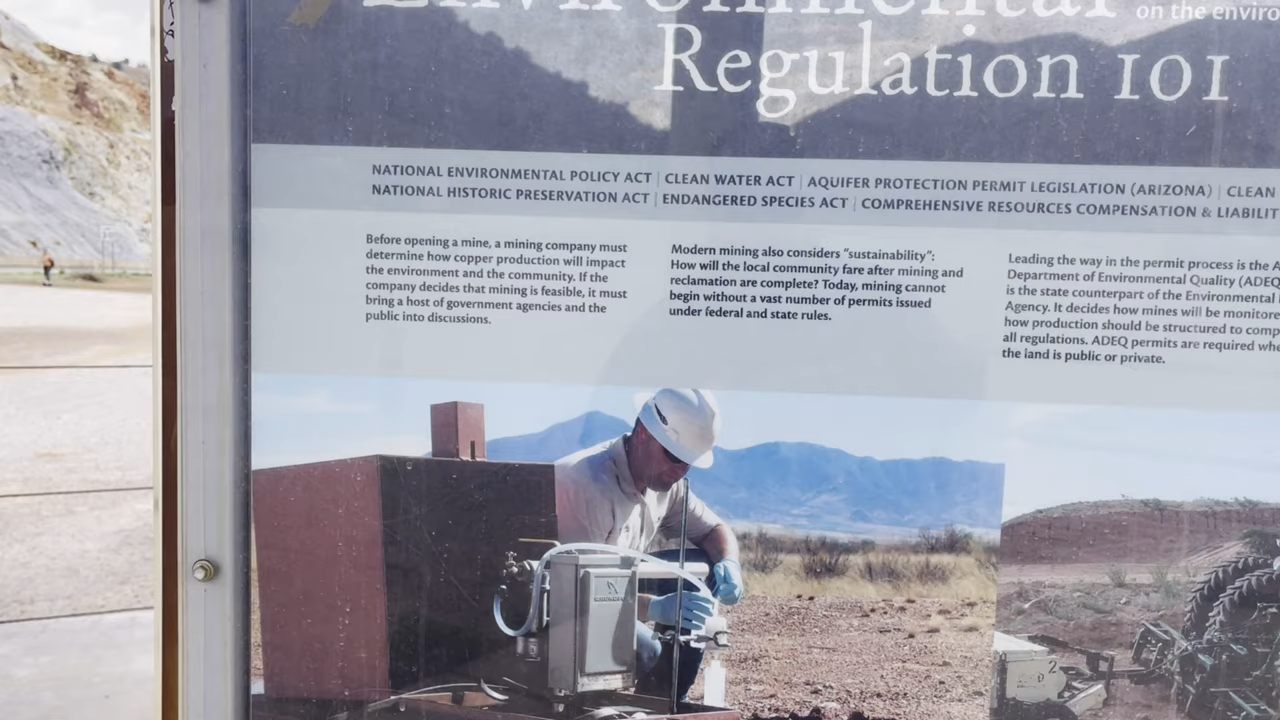 Environmental
on the enviro
Regulation 101
NATIONAL ENVIRONMENTAL POLICY ACT | CLEAN WATER ACT | AQUIFER PROTECTION PERMIT LEGISLATION (ARIZONA) | CLEAN
NATIONAL HISTORIC PRESERVATION ACT | ENDANGERED SPECIES ACT | COMPREHENSIVE RESOURCES COMPENSATION & LIABILIT
Before opening a mine, a mining company must
determine how copper production will impact
the environment and the community. If the
company decides that mining is feasible, it must
bring a host of government agencies and the
public into discussions.
Modern mining also considers “sustainability”:
How will the local community fare after mining and
reclamation are complete? Today, mining cannot
begin without a vast number of permits issued
under federal and state rules.
Leading the way in the permit process is the A
Department of Environmental Quality (ADEQ
is the state counterpart of the Environmental
Agency. It decides how mines will be monitore
how production should be structured to comp
all regulations. ADEQ permits are required whe
the land is public or private.
2